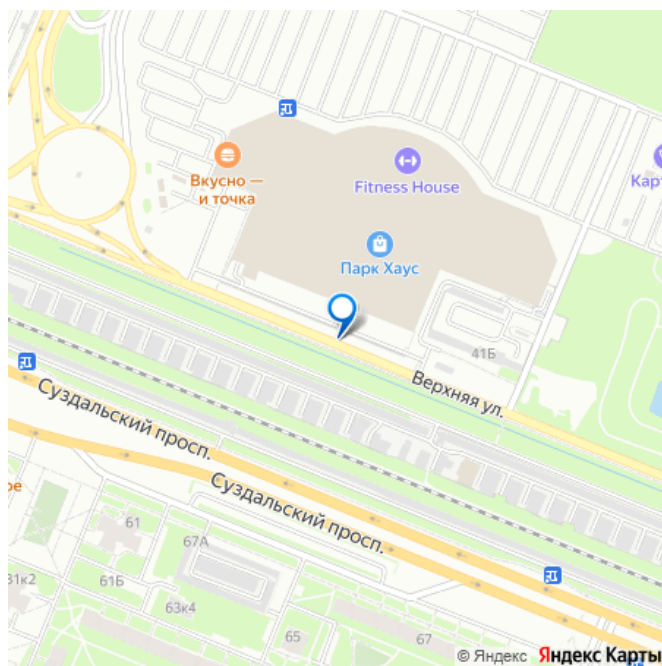 Вкусно —
и точка
Fitness House
Парк Хаус
41Б
Верхняя ул.
Суздальский просп.
Суздальский просп.
61
67А
31к2
61Б
63к4
65
67
© Яндекс Яндекс Карты